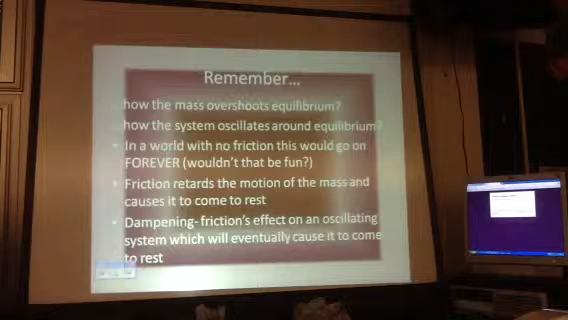 Remember...
...how the mass overshoots equilibrium?
...how the system oscillates around equilibrium?
• In a world with no friction this would go on
FOREVER (wouldn't that be fun?)
• Friction retards the motion of the mass and
causes it to come to rest
• Dampening- friction's effect on an oscillating
system which will eventually cause it to come
to rest